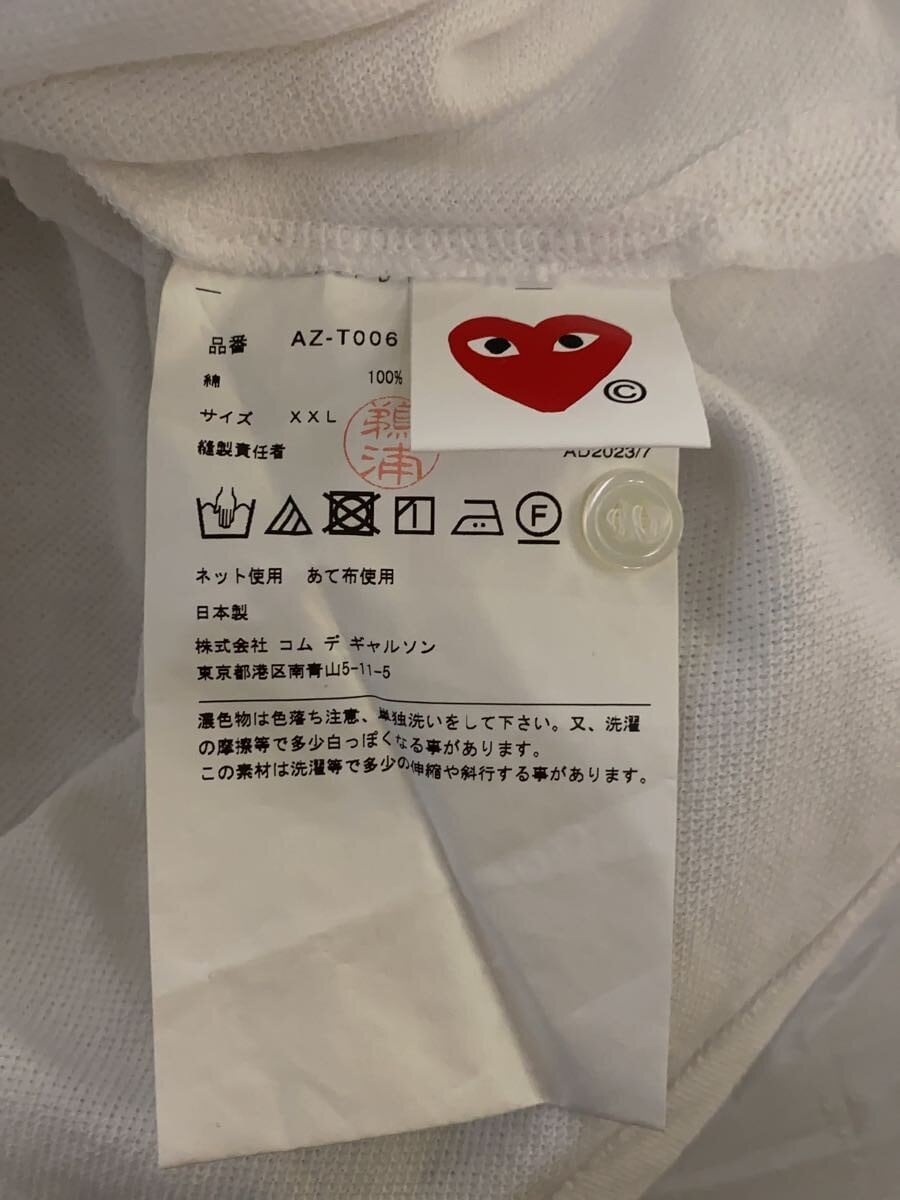 品番 AZ-T006
綿 100%
サイズ XXL
縫製責任者 鵜浦
©
AD2023/7
F
ネット使用 あて布使用
日本製
株式会社 コム デ ギャルソン
東京都港区南青山5-11-5
濃色物は色落ち注意、単独洗いをして下さい。又、洗濯
の摩擦等で多少白っぽくなる事があります。
この素材は洗濯等で多少の伸縮や斜行する事があります。